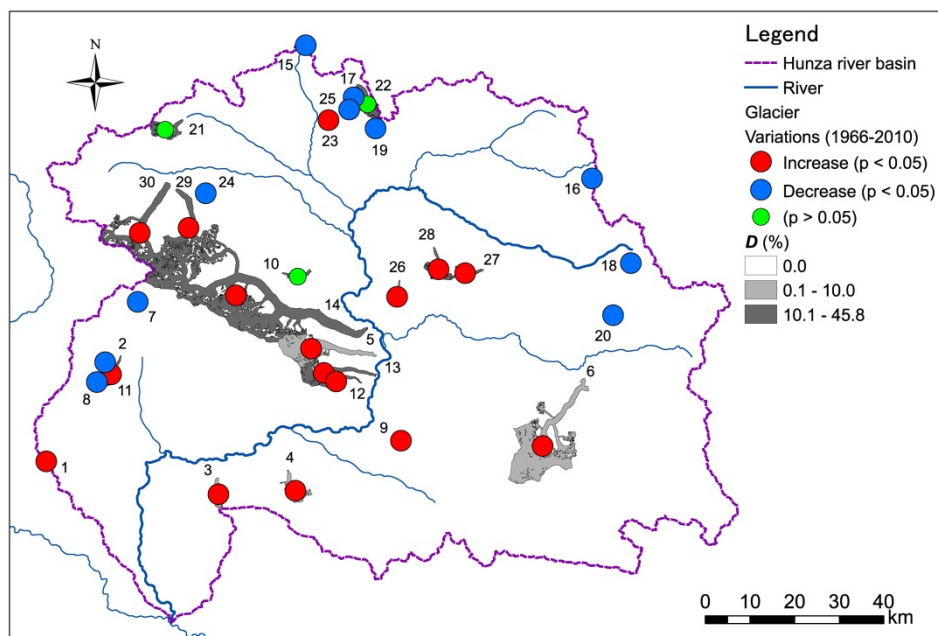 N
15
17
22
25
23
19
21
16
30
29
24
28
10
26
27
18
7
14
20
5
2
13
6
8
11
12
9
1
3
4
Legend
Hunza river basin
River
Glacier
Variations (1966-2010)
Increase (p < 0.05)
Decrease (p < 0.05)
(p > 0.05)
D (%)
0.0
0.1 - 10.0
10.1 - 45.8
0 10 20 30 40
km